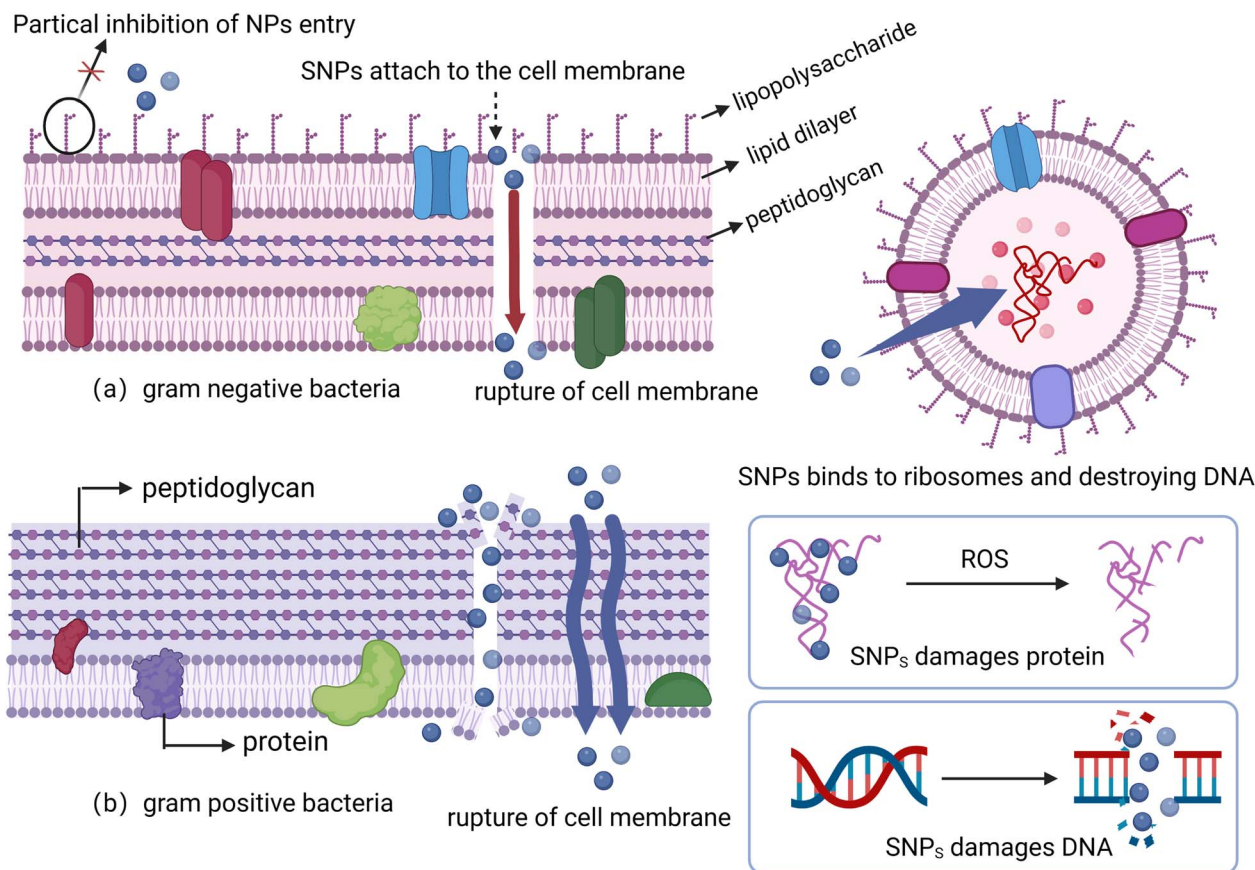 Partical inhibition of NPs entry
SNPs attach to the cell membrane
lipopolysaccharide
lipid dilayer
peptidoglycan
(a) gram negative bacteria
rupture of cell membrane
SNPs binds to ribosomes and destroying DNA
peptidoglycan
protein
(b) gram positive bacteria
rupture of cell membrane
ROS
SNPs damages protein
SNPs damages DNA